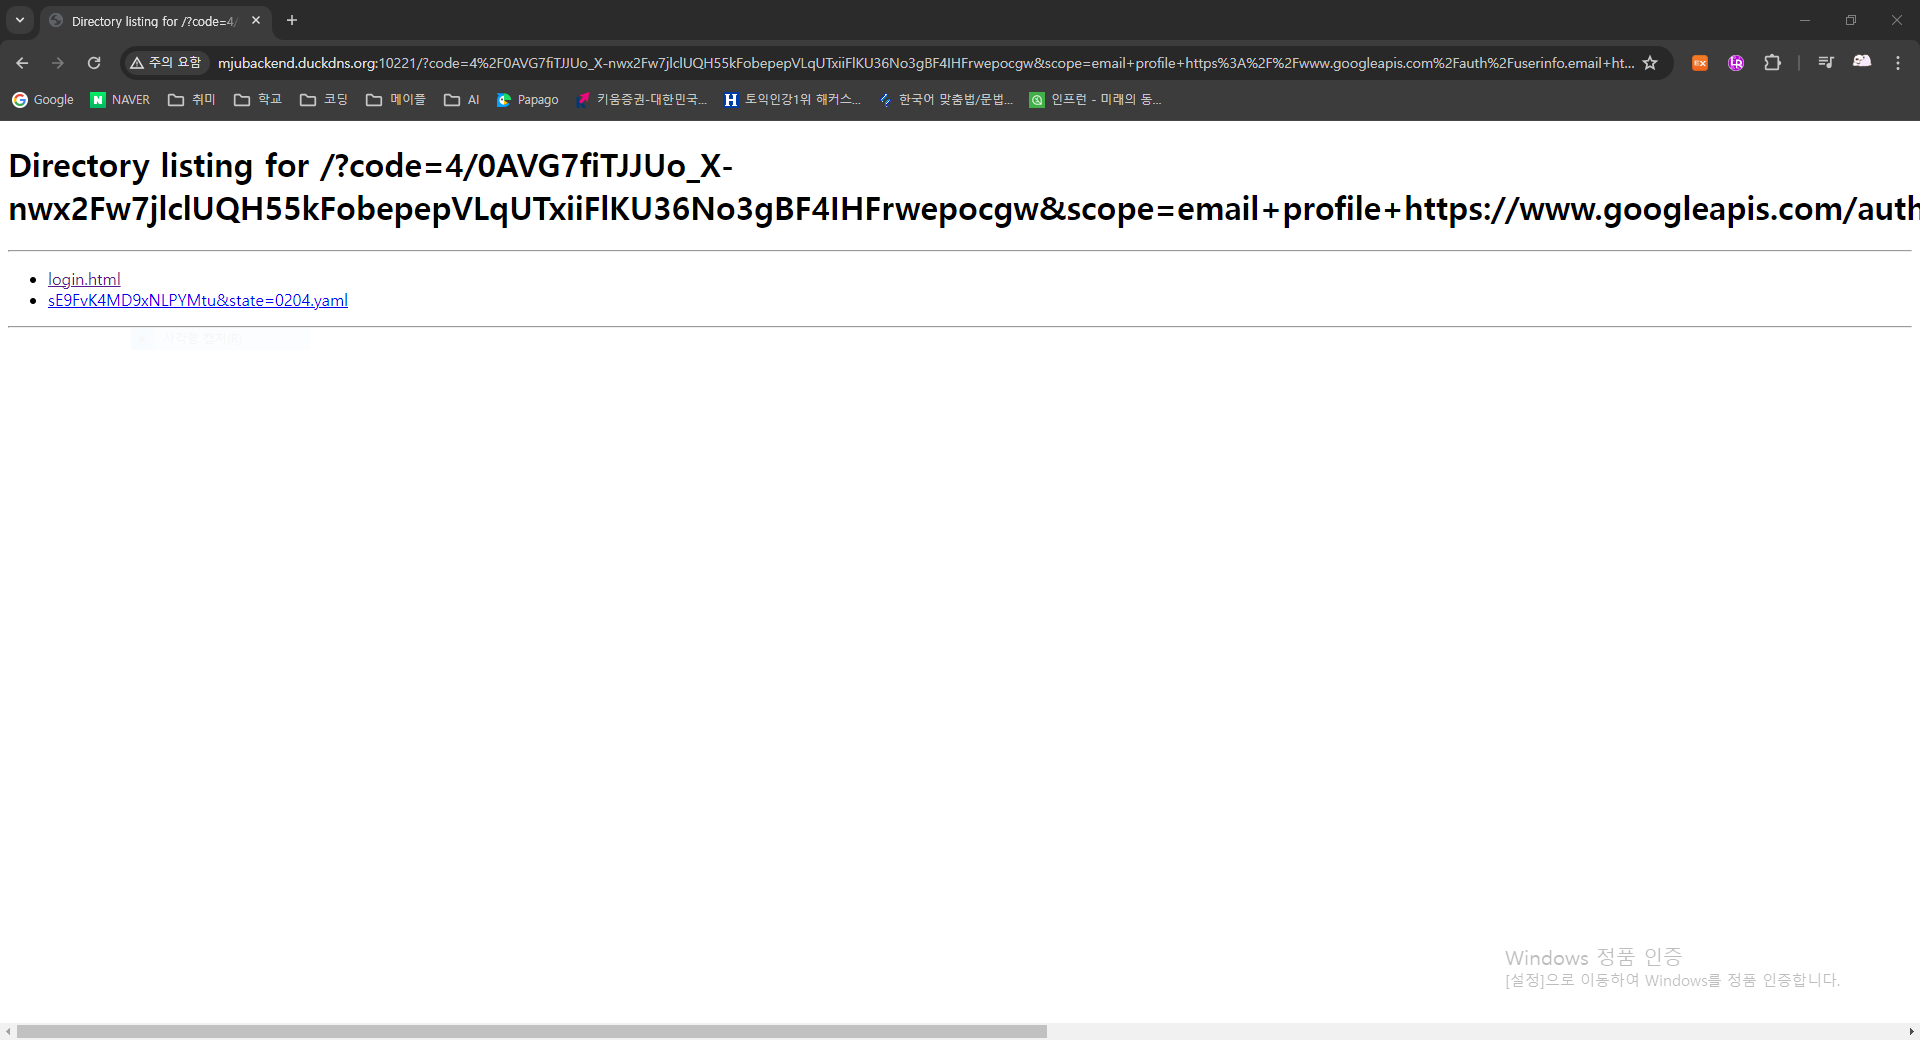 Directory listing for /?code=4/
주의 요함
mjubackend.duckdns.org:10221/?code=4%2F0AVG7fiTJJUo_X-nwx2Fw7jlclUQH55kFobepepVLqUTxiiFlKU36No3gBF4IHFrwepocgw&scope=email+profile+https%3A%2F%2Fwww.googleapis.com%2Fauth%2Fuserinfo.email+ht...
Google NAVER 취미 학교 코딩 메이플 AI Papago 키움증권-대한민국... 토익인강1위 해커스... 한국어 맞춤법/문법... 인프런 - 미래의 동...
Directory listing for /?code=4/0AVG7fiTJJUo_X-
nwx2Fw7jlclUQH55kFobepepVLqUTxiiFlKU36No3gBF4IHFrwepocgw&scope=email+profile+https://www.googleapis.com/auth
login.html
sE9FvK4MD9xNLPYMtu&state=0204.yaml
Windows 정품 인증
[설정]으로 이동하여 Windows를 정품 인증합니다.